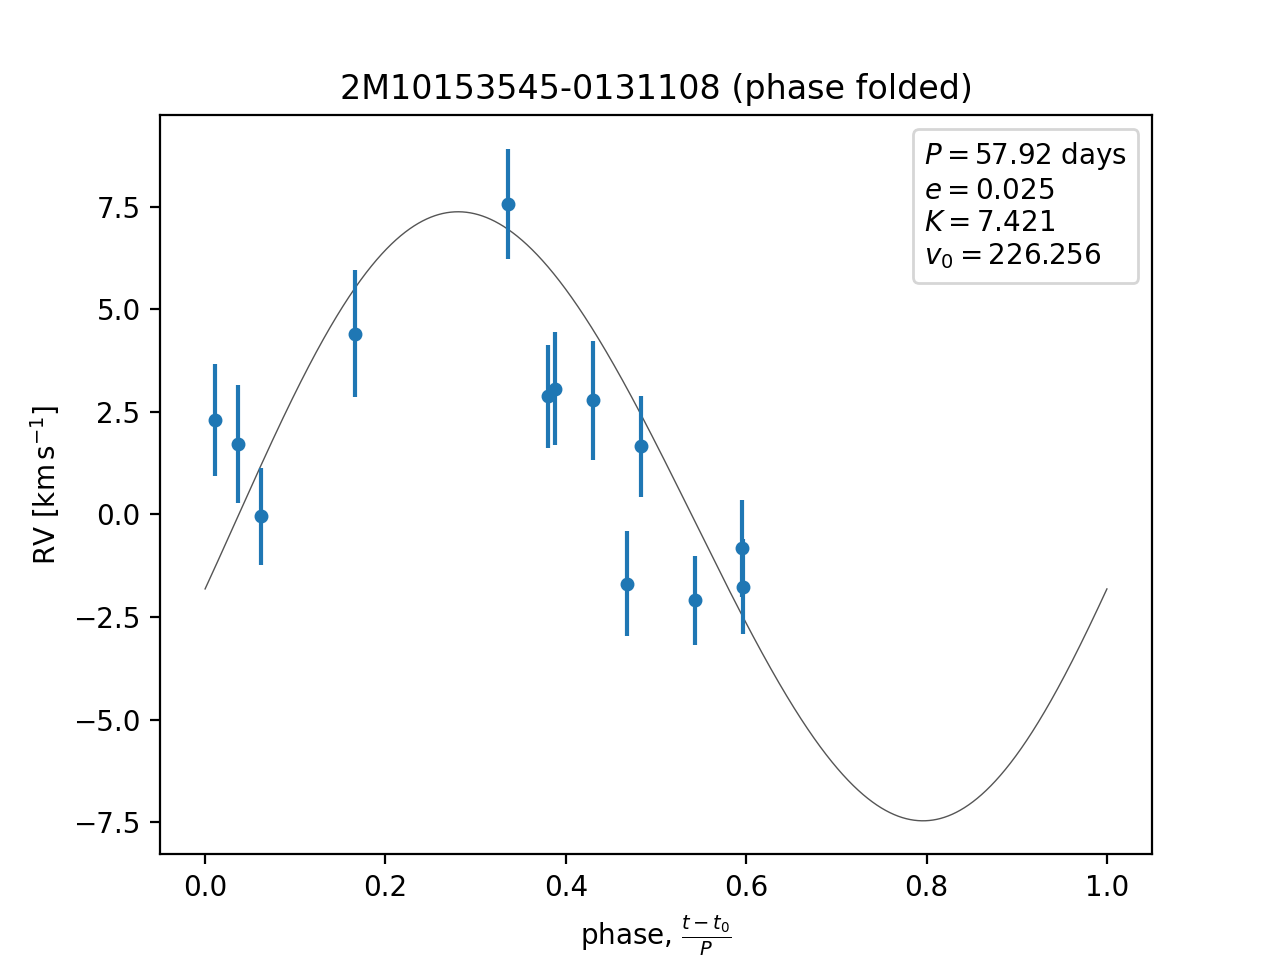 2M10153545-0131108 (phase folded)
P = 57.92 days
e = 0.025
K = 7.421
v₀ = 226.256
RV [km s⁻¹]
7.5
5.0
2.5
0.0
−2.5
−5.0
−7.5
0.0 0.2 0.4 0.6 0.8 1.0
phase, (t − t₀)/P